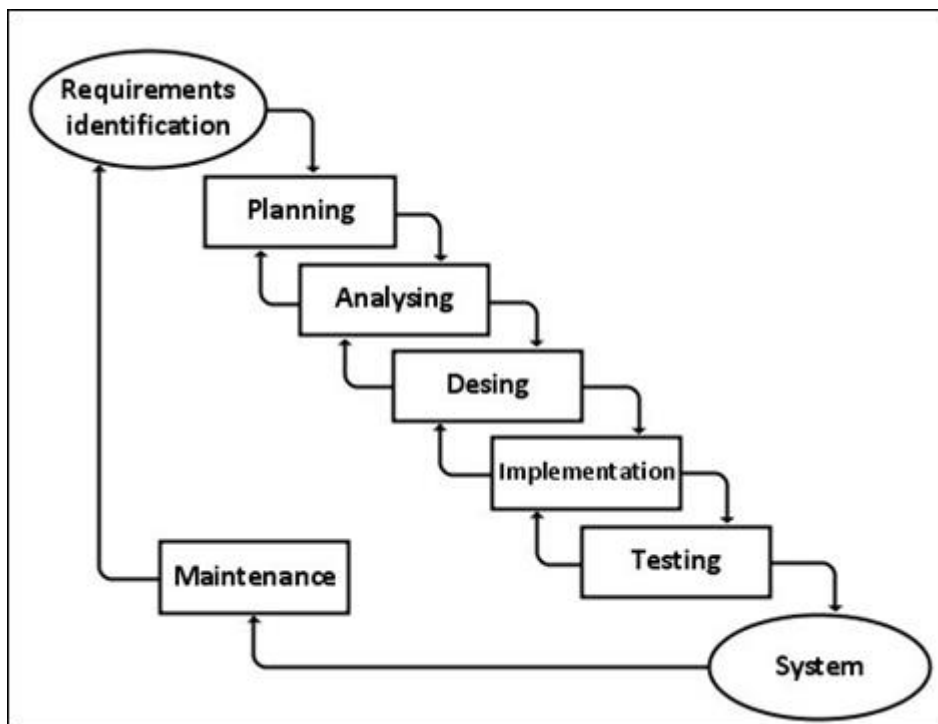 Requirements
identification
Planning
Analysing
Desing
Implementation
Testing
Maintenance
System